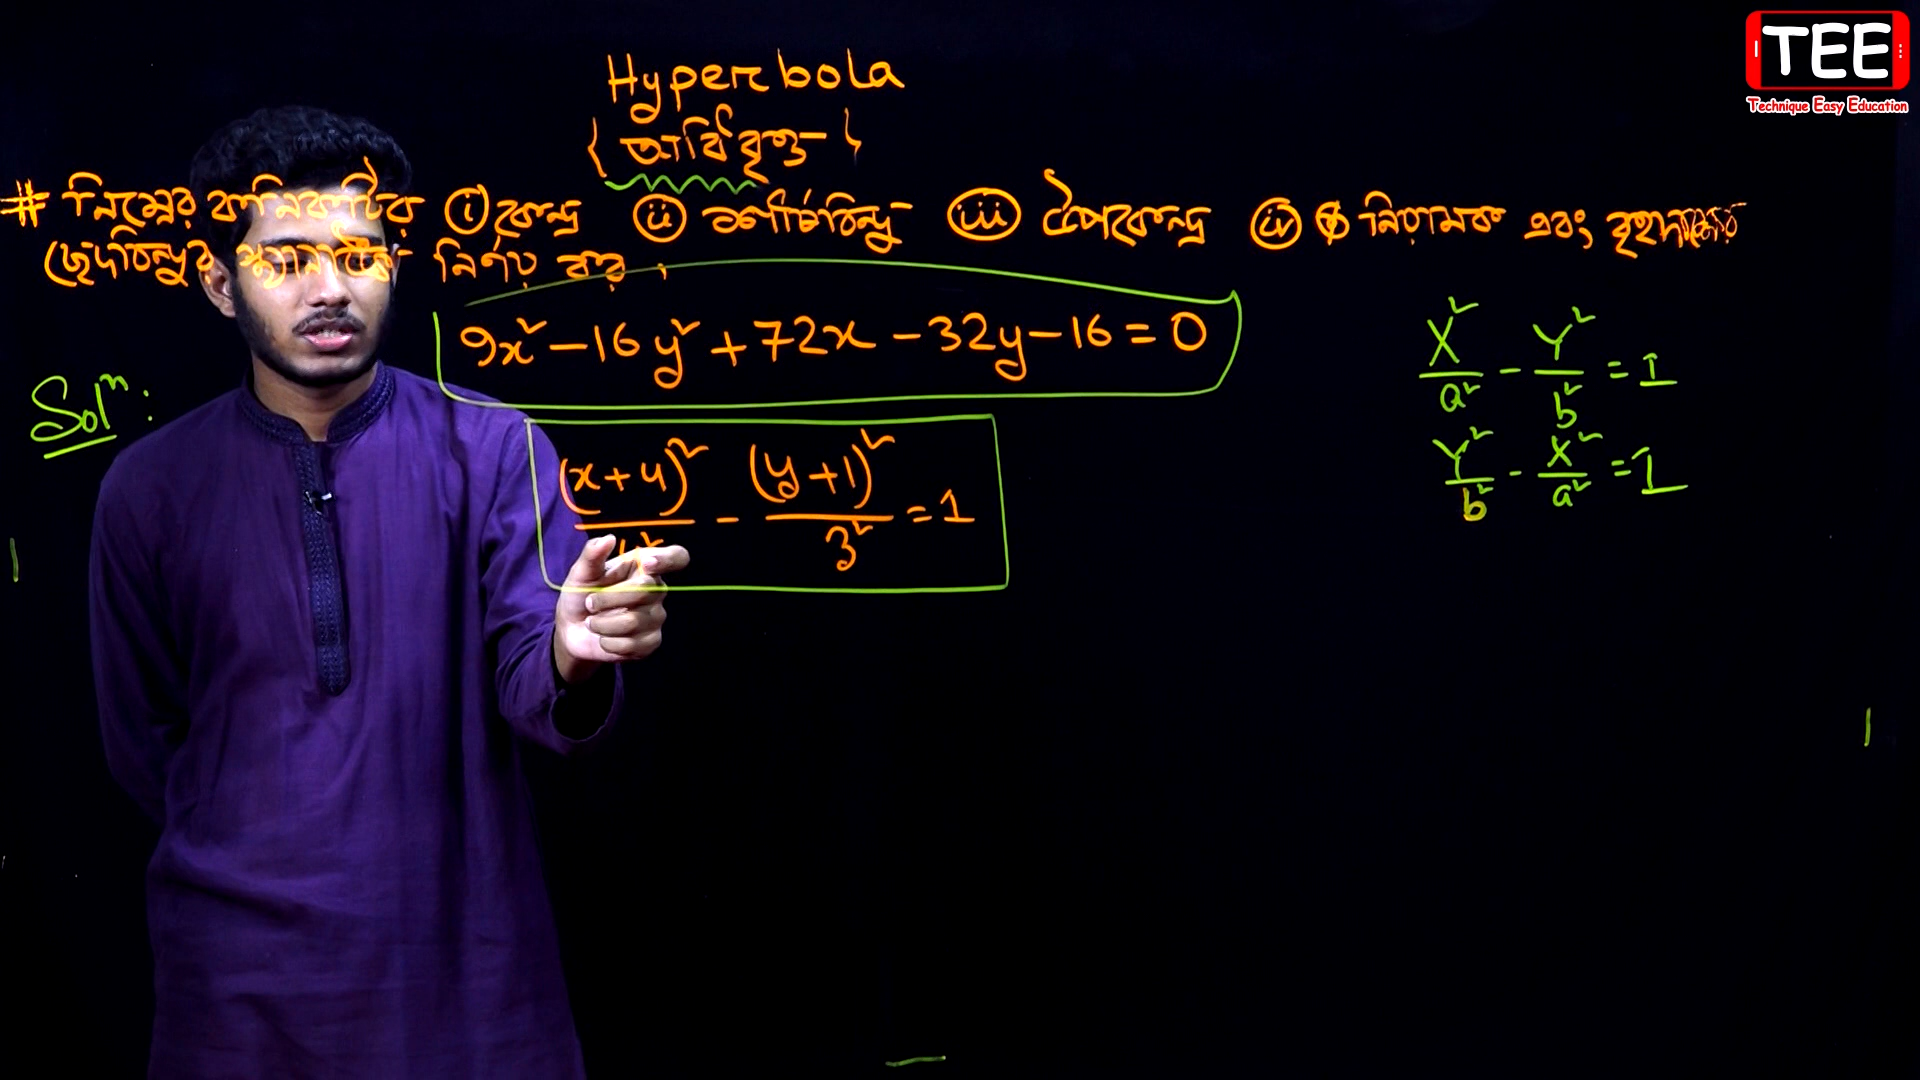 TEE
Technique Easy Education
Hyperbola
{ অধিবৃত্ত }
# নিম্নের কনিকটির (i) কেন্দ্র (ii) শীর্ষবিন্দু (iii) উপকেন্দ্র (iv) নিয়ামক এবং বৃহদাক্ষের
ছেদবিন্দুর স্থানাঙ্ক নির্ণয় কর।
9x² − 16y² + 72x − 32y − 16 = 0
Solⁿ:
(x+4)²/4² − (y+1)²/3² = 1
X²/a² − Y²/b² = 1
Y²/b² − X²/a² = 1